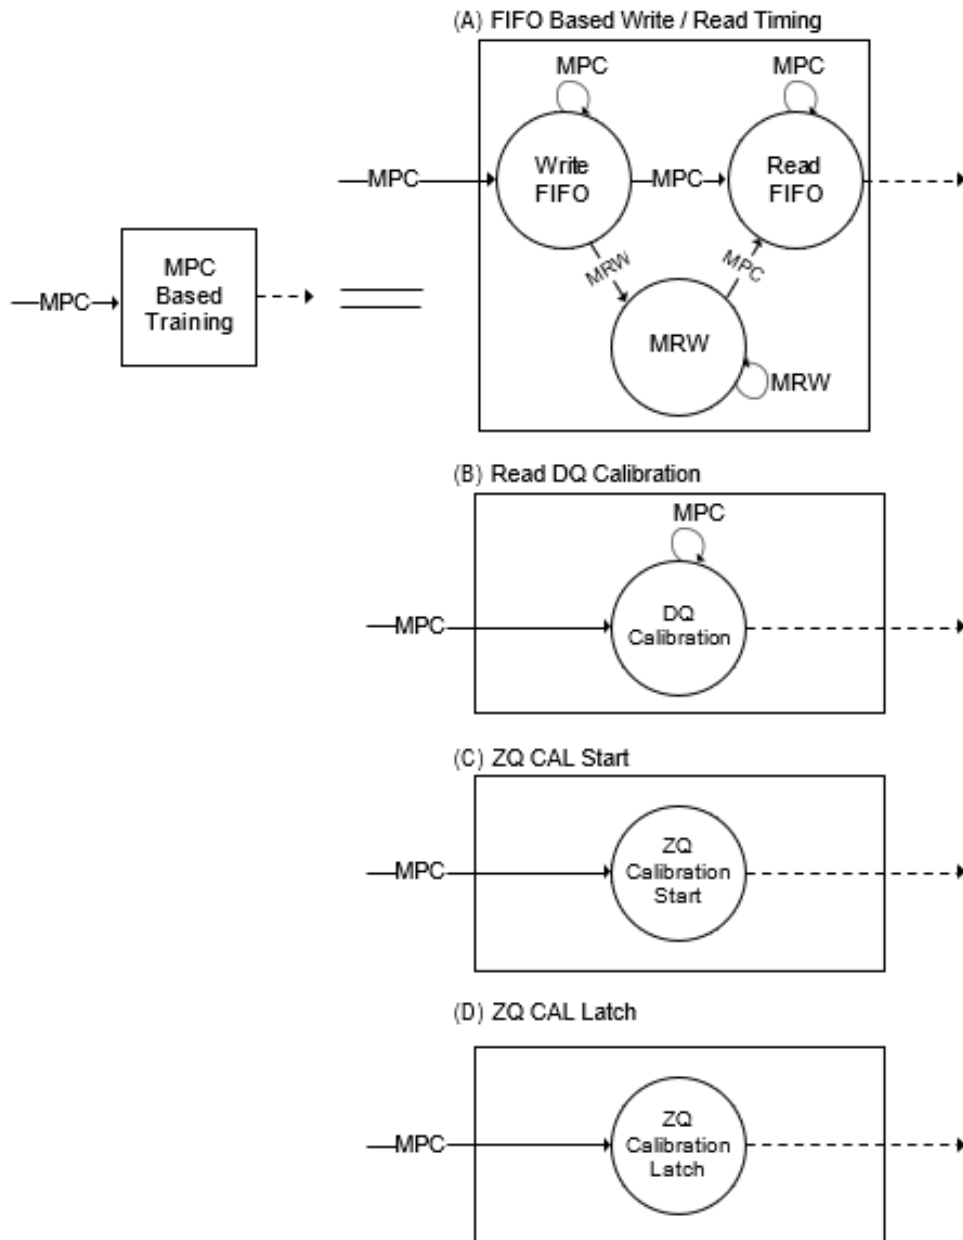 (A) FIFO Based Write / Read Timing
MPC
MPC
MPC
Write
FIFO
MPC
Read
FIFO
MRW
MPC
MPC
MPC
Based
Training
MRW
MRW
(B) Read DQ Calibration
MPC
MPC
DQ
Calibration
(C) ZQ CAL Start
MPC
ZQ
Calibration
Start
(D) ZQ CAL Latch
MPC
ZQ
Calibration
Latch